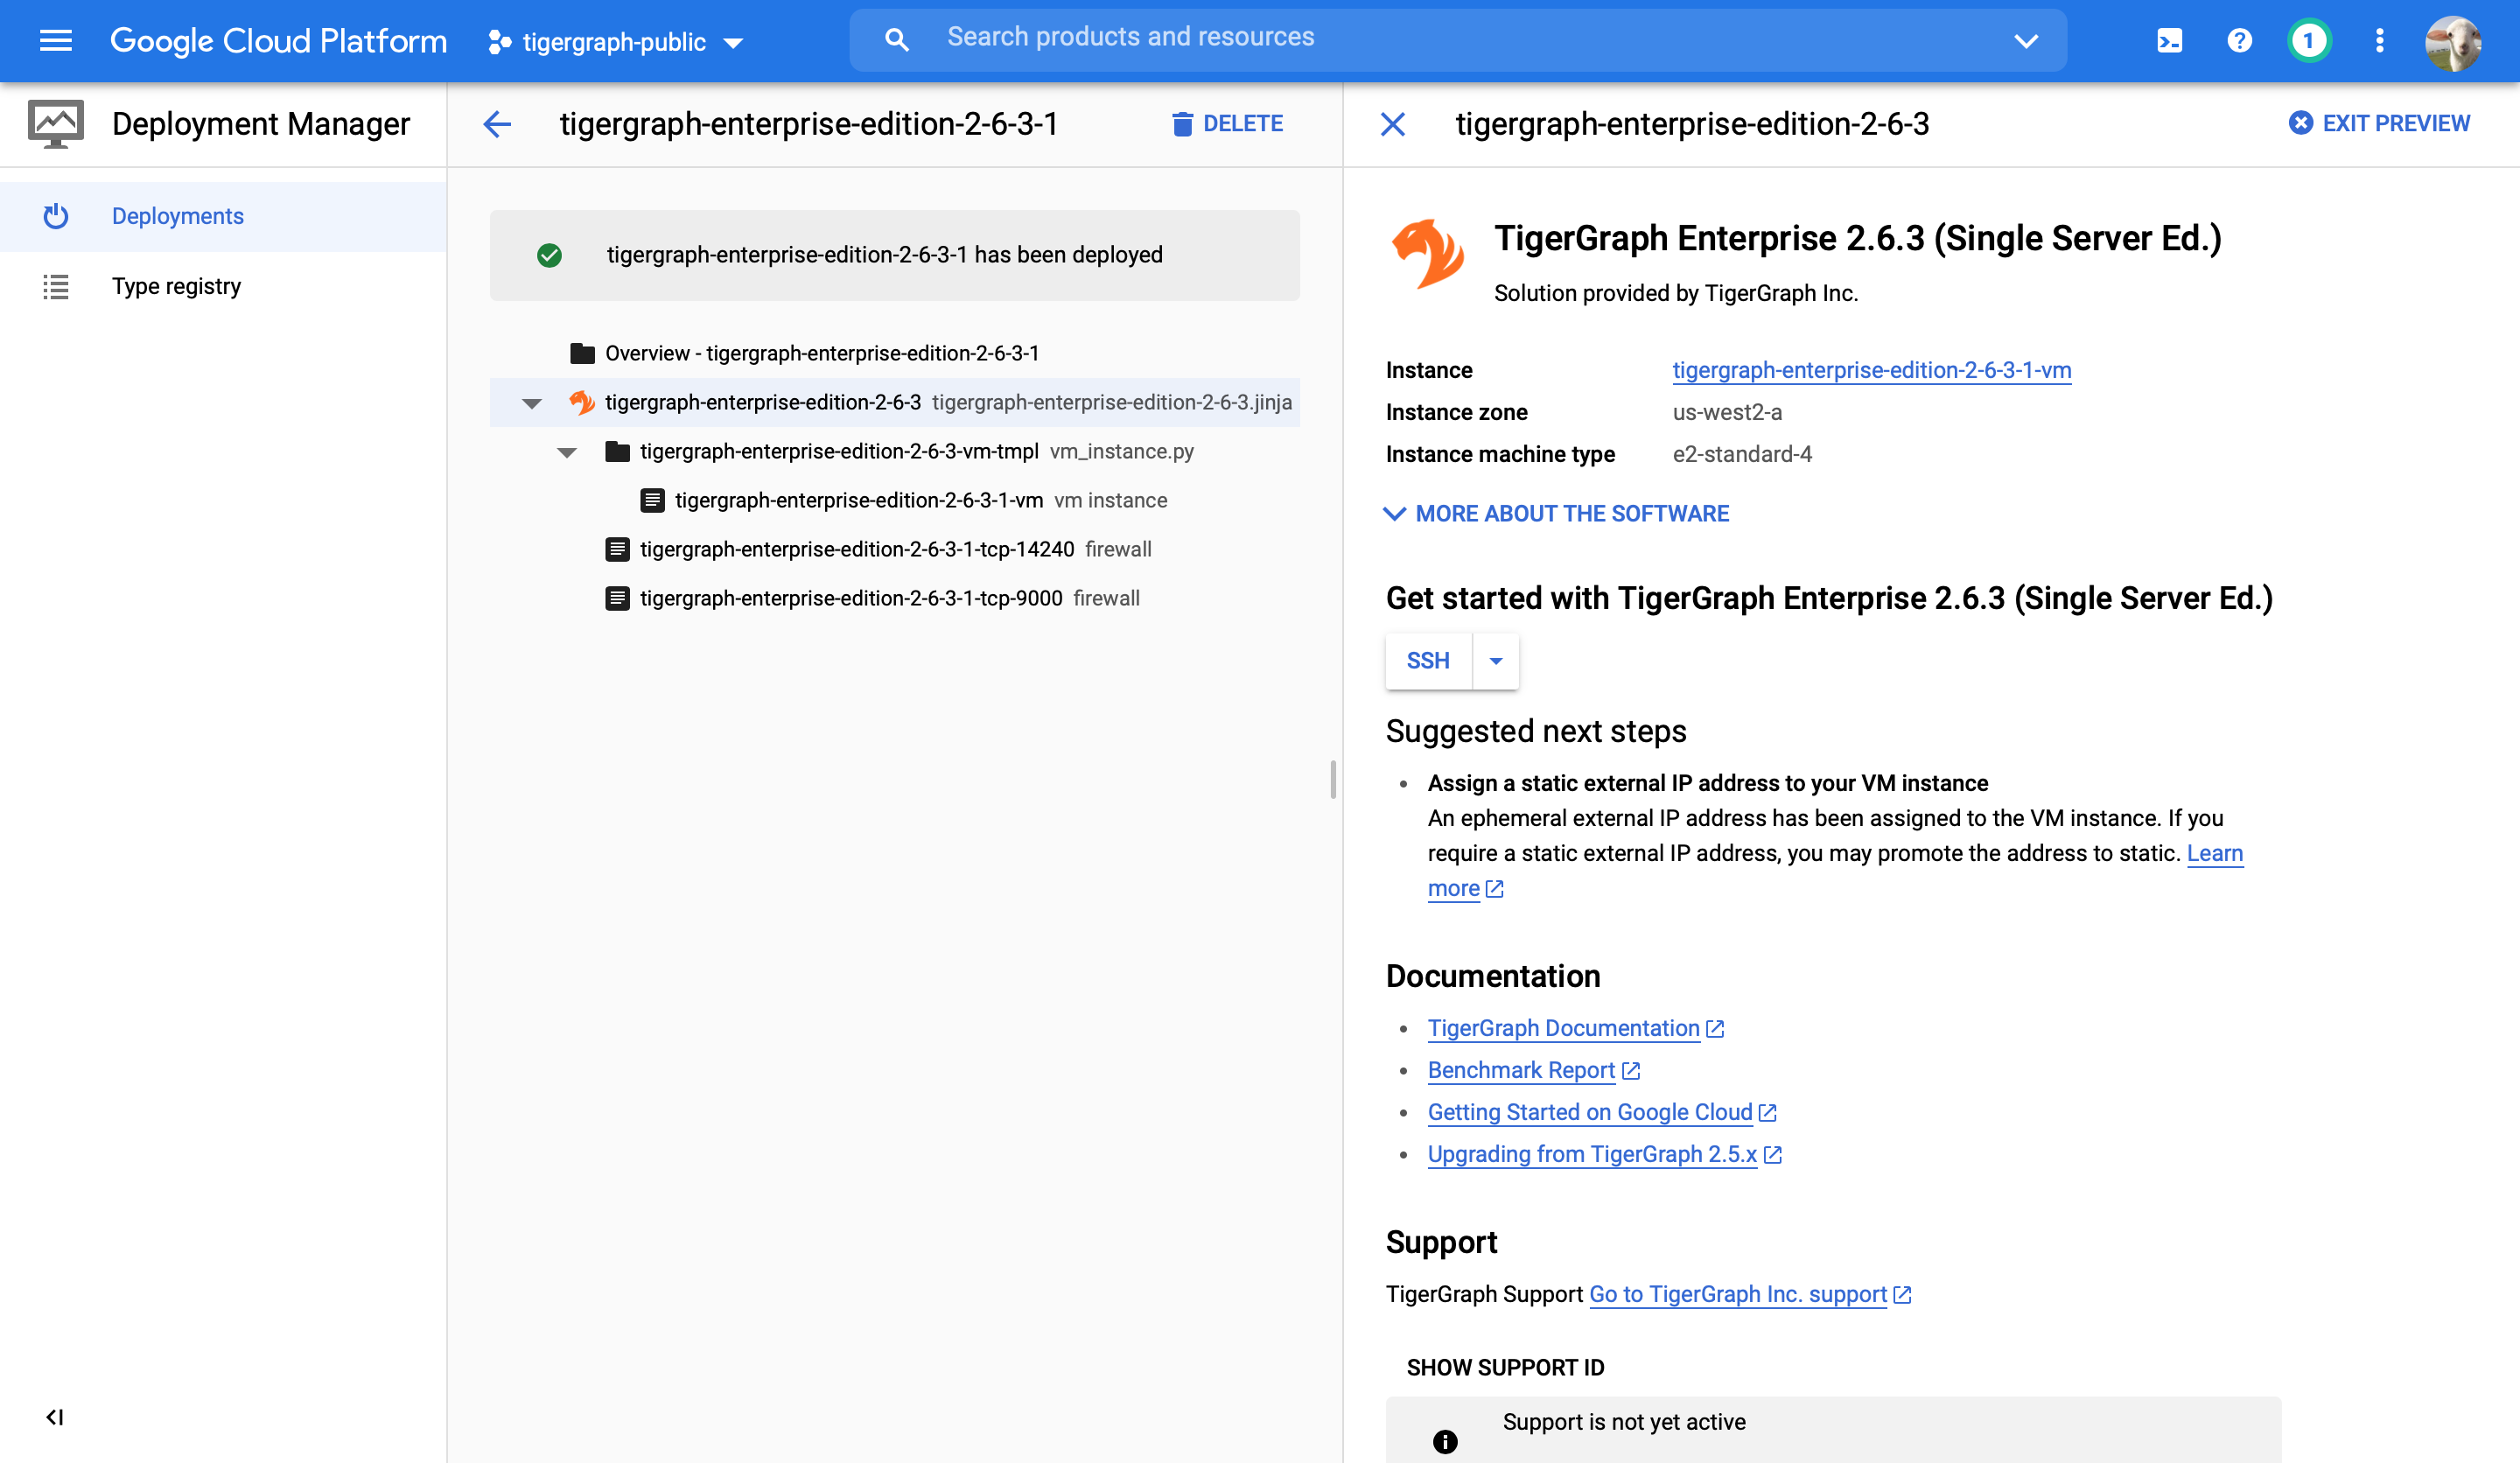 Google Cloud Platform
tigergraph-public
Search products and resources
1
Deployment Manager
Deployments
Type registry
tigergraph-enterprise-edition-2-6-3-1
DELETE
tigergraph-enterprise-edition-2-6-3-1 has been deployed
Overview - tigergraph-enterprise-edition-2-6-3-1
tigergraph-enterprise-edition-2-6-3 tigergraph-enterprise-edition-2-6-3.jinja
tigergraph-enterprise-edition-2-6-3-vm-tmpl vm_instance.py
tigergraph-enterprise-edition-2-6-3-1-vm vm instance
tigergraph-enterprise-edition-2-6-3-1-tcp-14240 firewall
tigergraph-enterprise-edition-2-6-3-1-tcp-9000 firewall
tigergraph-enterprise-edition-2-6-3
EXIT PREVIEW
TigerGraph Enterprise 2.6.3 (Single Server Ed.)
Solution provided by TigerGraph Inc.
Instance tigergraph-enterprise-edition-2-6-3-1-vm
Instance zone us-west2-a
Instance machine type e2-standard-4
MORE ABOUT THE SOFTWARE
Get started with TigerGraph Enterprise 2.6.3 (Single Server Ed.)
SSH
Suggested next steps
• Assign a static external IP address to your VM instance
An ephemeral external IP address has been assigned to the VM instance. If you
require a static external IP address, you may promote the address to static. Learn
more
Documentation
• TigerGraph Documentation
• Benchmark Report
• Getting Started on Google Cloud
• Upgrading from TigerGraph 2.5.x
Support
TigerGraph Support Go to TigerGraph Inc. support
SHOW SUPPORT ID
Support is not yet active